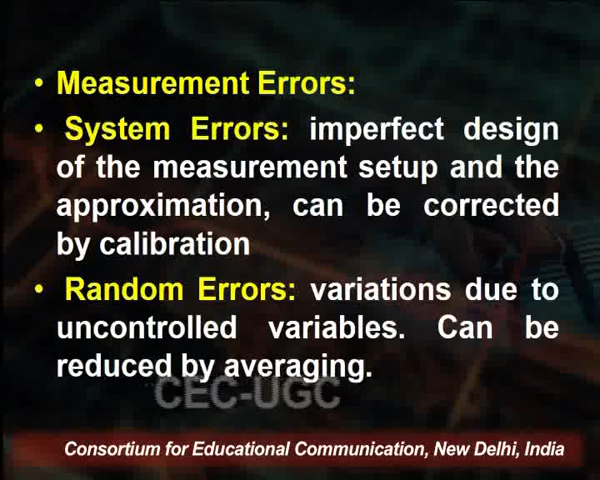 • Measurement Errors:
• System Errors: imperfect design
of the measurement setup and the
approximation, can be corrected
by calibration
• Random Errors: variations due to
uncontrolled variables. Can be
reduced by averaging.
CEC-UGC
Consortium for Educational Communication, New Delhi, India